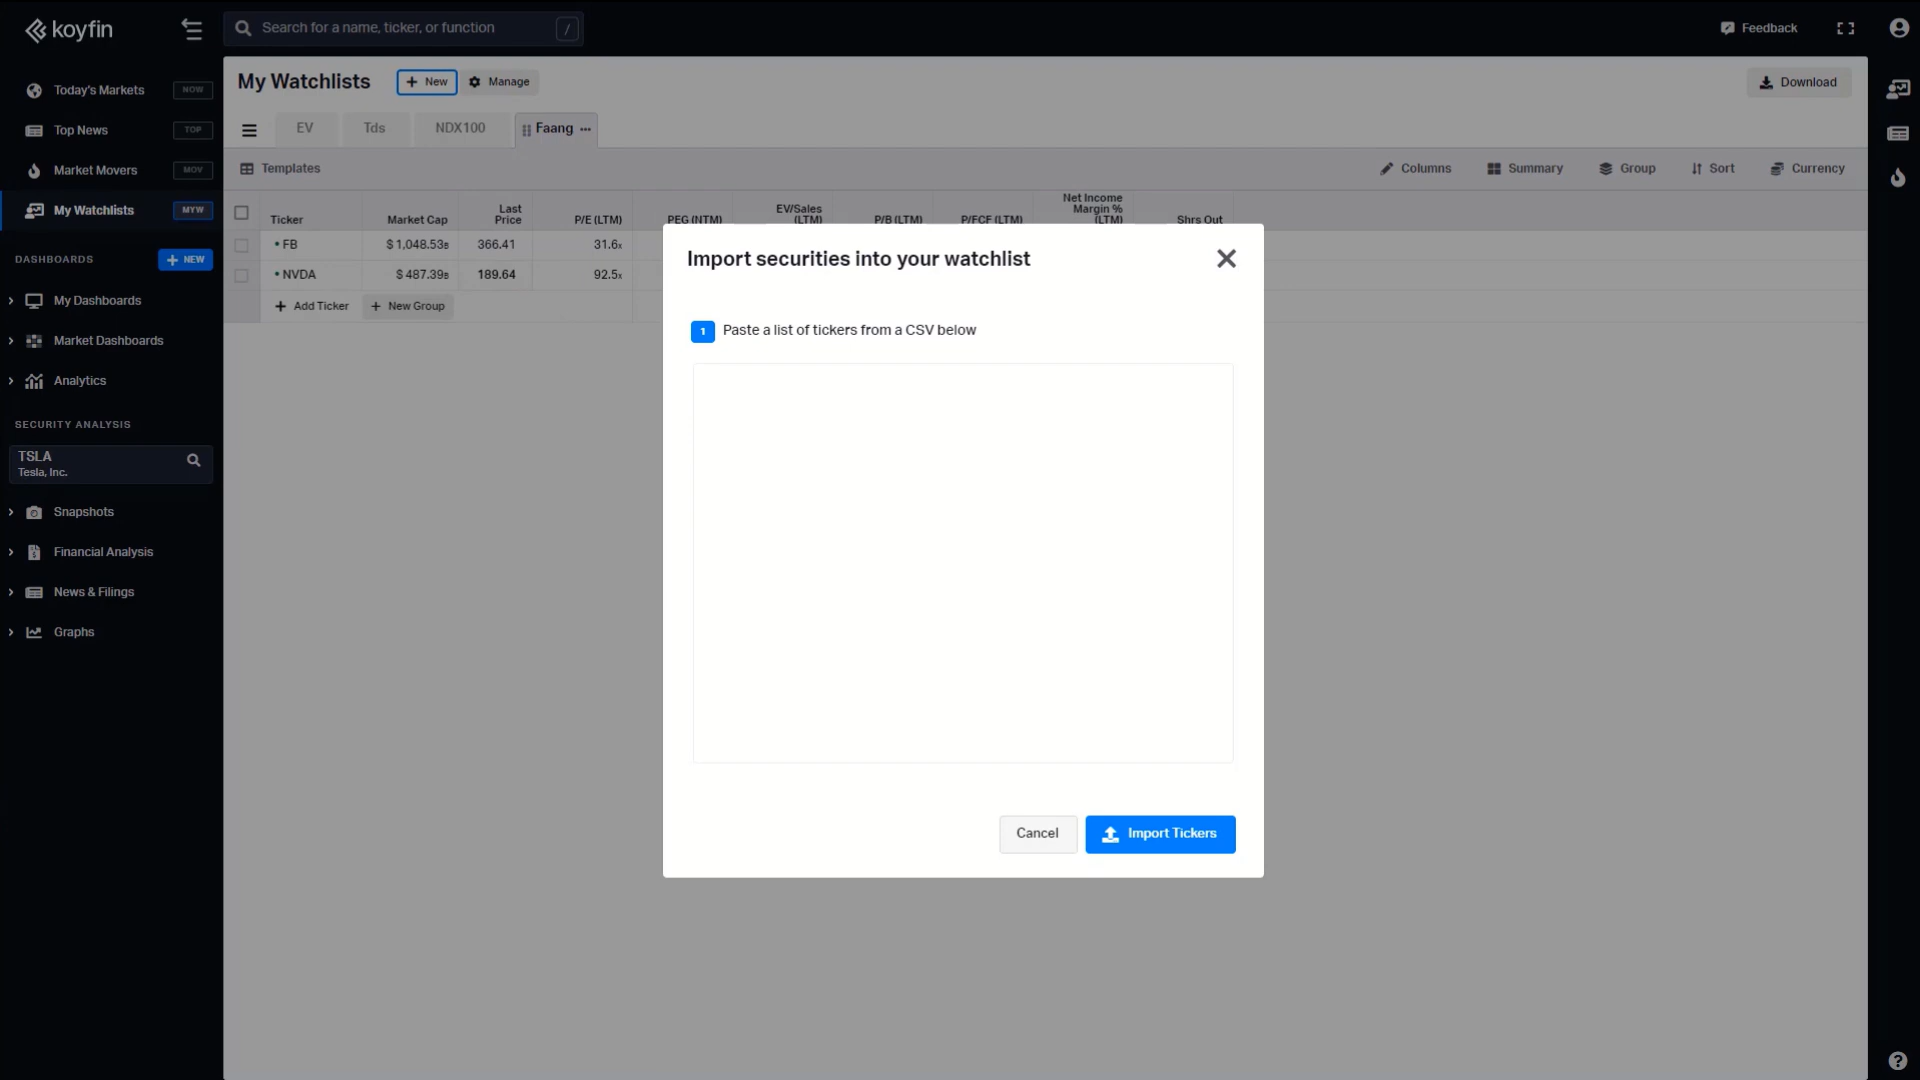 koyfin
Search for a name, ticker, or function /
Feedback
Today's Markets NOW
Top News TOP
Market Movers MOV
My Watchlists MYW
DASHBOARDS + NEW
My Dashboards
Market Dashboards
Analytics
SECURITY ANALYSIS
TSLA
Tesla, Inc.
Snapshots
Financial Analysis
News & Filings
Graphs
My Watchlists + New Manage Download
EV Tds NDX100 Faang ...
Templates Columns Summary Group Sort Currency
Ticker Market Cap Last Price P/E (LTM) PEG (NTM) EV/Sales (LTM) P/B (LTM) P/FCF (LTM) Net Income Margin % (LTM) Shrs Out
• FB $ 1,048.53B 366.41 31.6x
• NVDA $ 487.39B 189.64 92.5x
+ Add Ticker + New Group
Import securities into your watchlist
1 Paste a list of tickers from a CSV below
Cancel Import Tickers
?